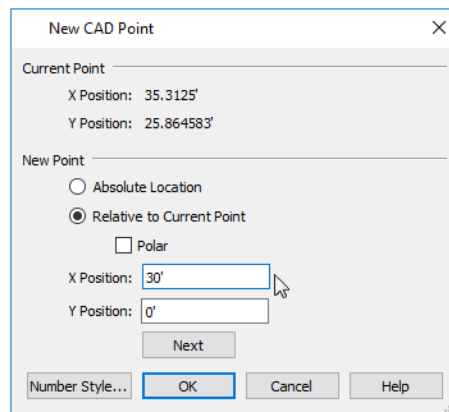 New CAD Point
Current Point
X Position: 35.3125'
Y Position: 25.864583'
New Point
Absolute Location
Relative to Current Point
Polar
X Position: 30'
Y Position: 0'
Next
Number Style... OK Cancel Help